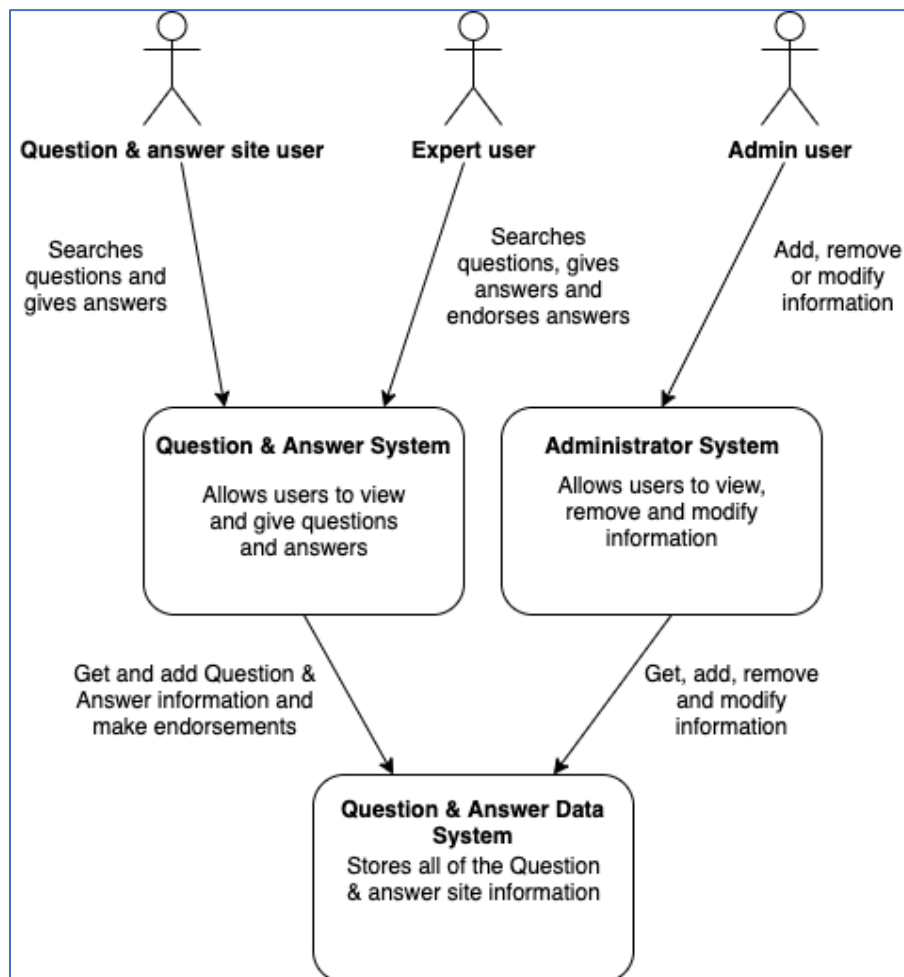 Question & answer site user
Expert user
Admin user
Searches
questions and
gives answers
Searches
questions, gives
answers and
endorses answers
Add, remove
or modify
information
Question & Answer System
Allows users to view
and give questions
and answers
Administrator System
Allows users to view,
remove and modify
information
Get and add Question &
Answer information and
make endorsements
Get, add, remove
and modify
information
Question & Answer Data
System
Stores all of the Question
& answer site information